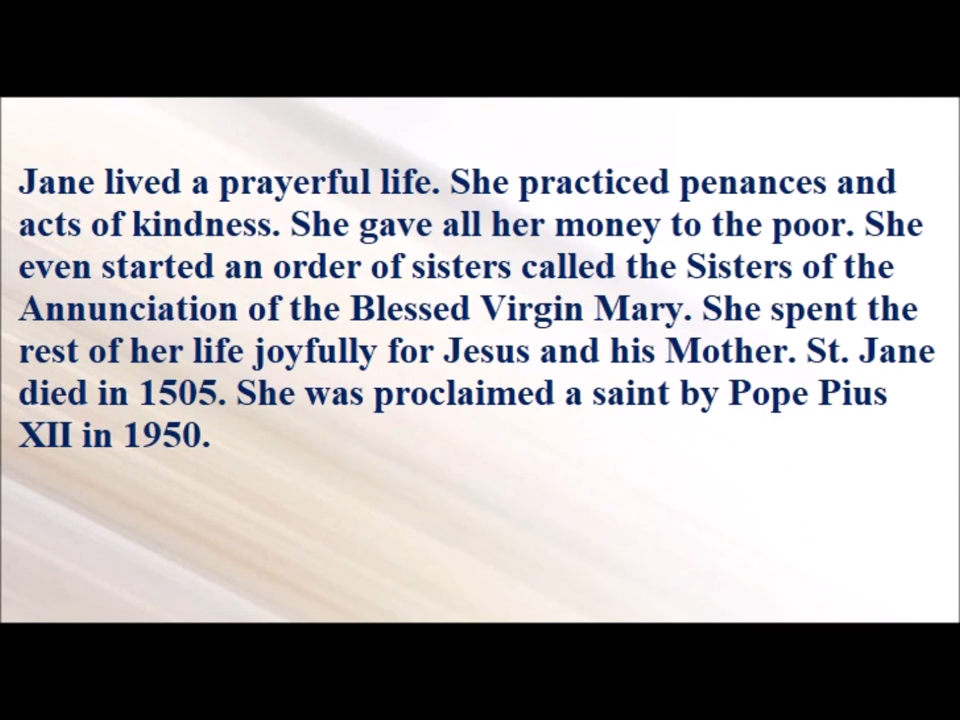 Jane lived a prayerful life. She practiced penances and
acts of kindness. She gave all her money to the poor. She
even started an order of sisters called the Sisters of the
Annunciation of the Blessed Virgin Mary. She spent the
rest of her life joyfully for Jesus and his Mother. St. Jane
died in 1505. She was proclaimed a saint by Pope Pius
XII in 1950.